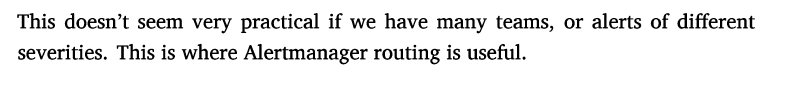 This doesn’t seem very practical if we have many teams, or alerts of different
severities. This is where Alertmanager routing is useful.